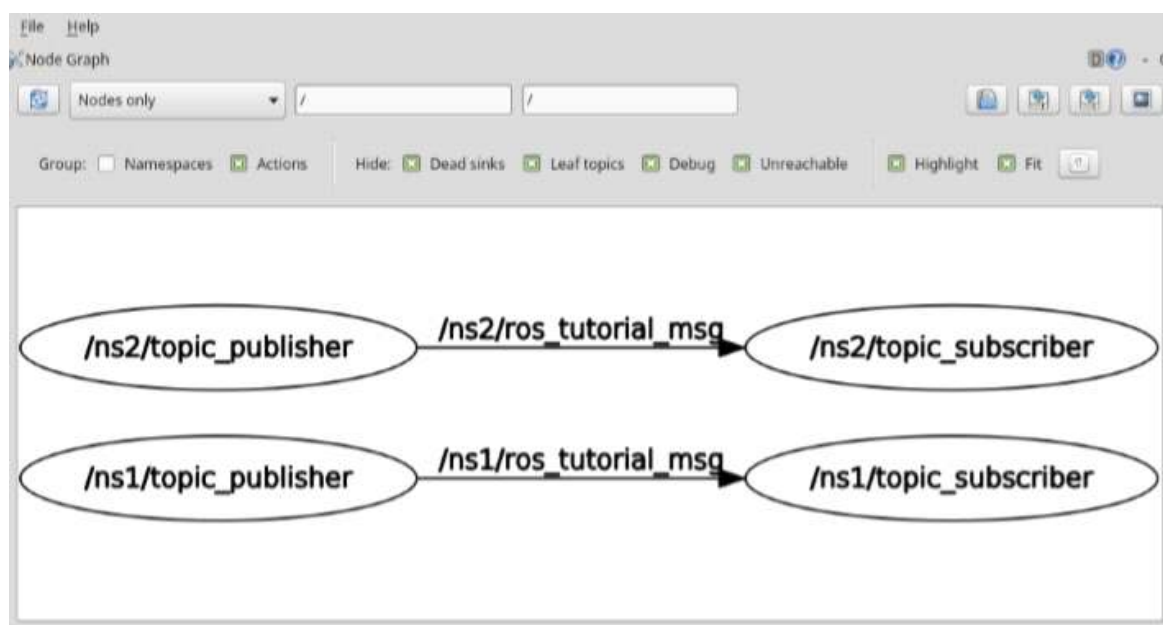 File Help
Node Graph D ? -
Nodes only / /
Group: Namespaces Actions Hide: Dead sinks Leaf topics Debug Unreachable Highlight Fit
/ns2/topic_publisher /ns2/ros_tutorial_msg /ns2/topic_subscriber
/ns1/topic_publisher /ns1/ros_tutorial_msg /ns1/topic_subscriber